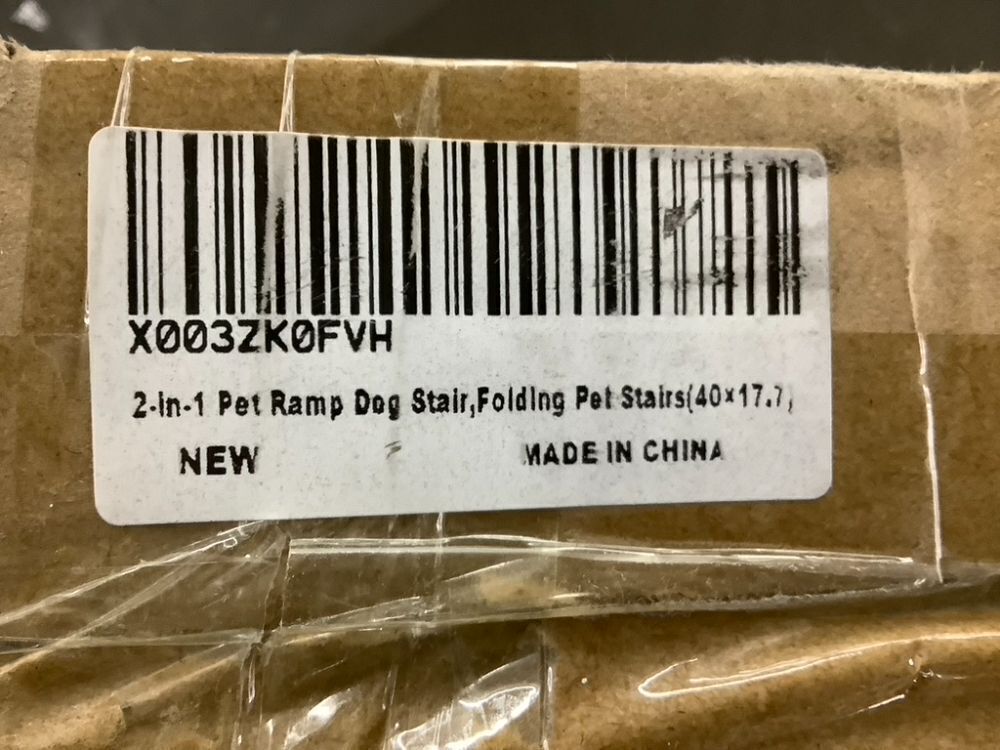 X003ZK0FVH
2-in-1 Pet Ramp Dog Stair,Folding Pet Stairs(40×17.7)
NEW
MADE IN CHINA